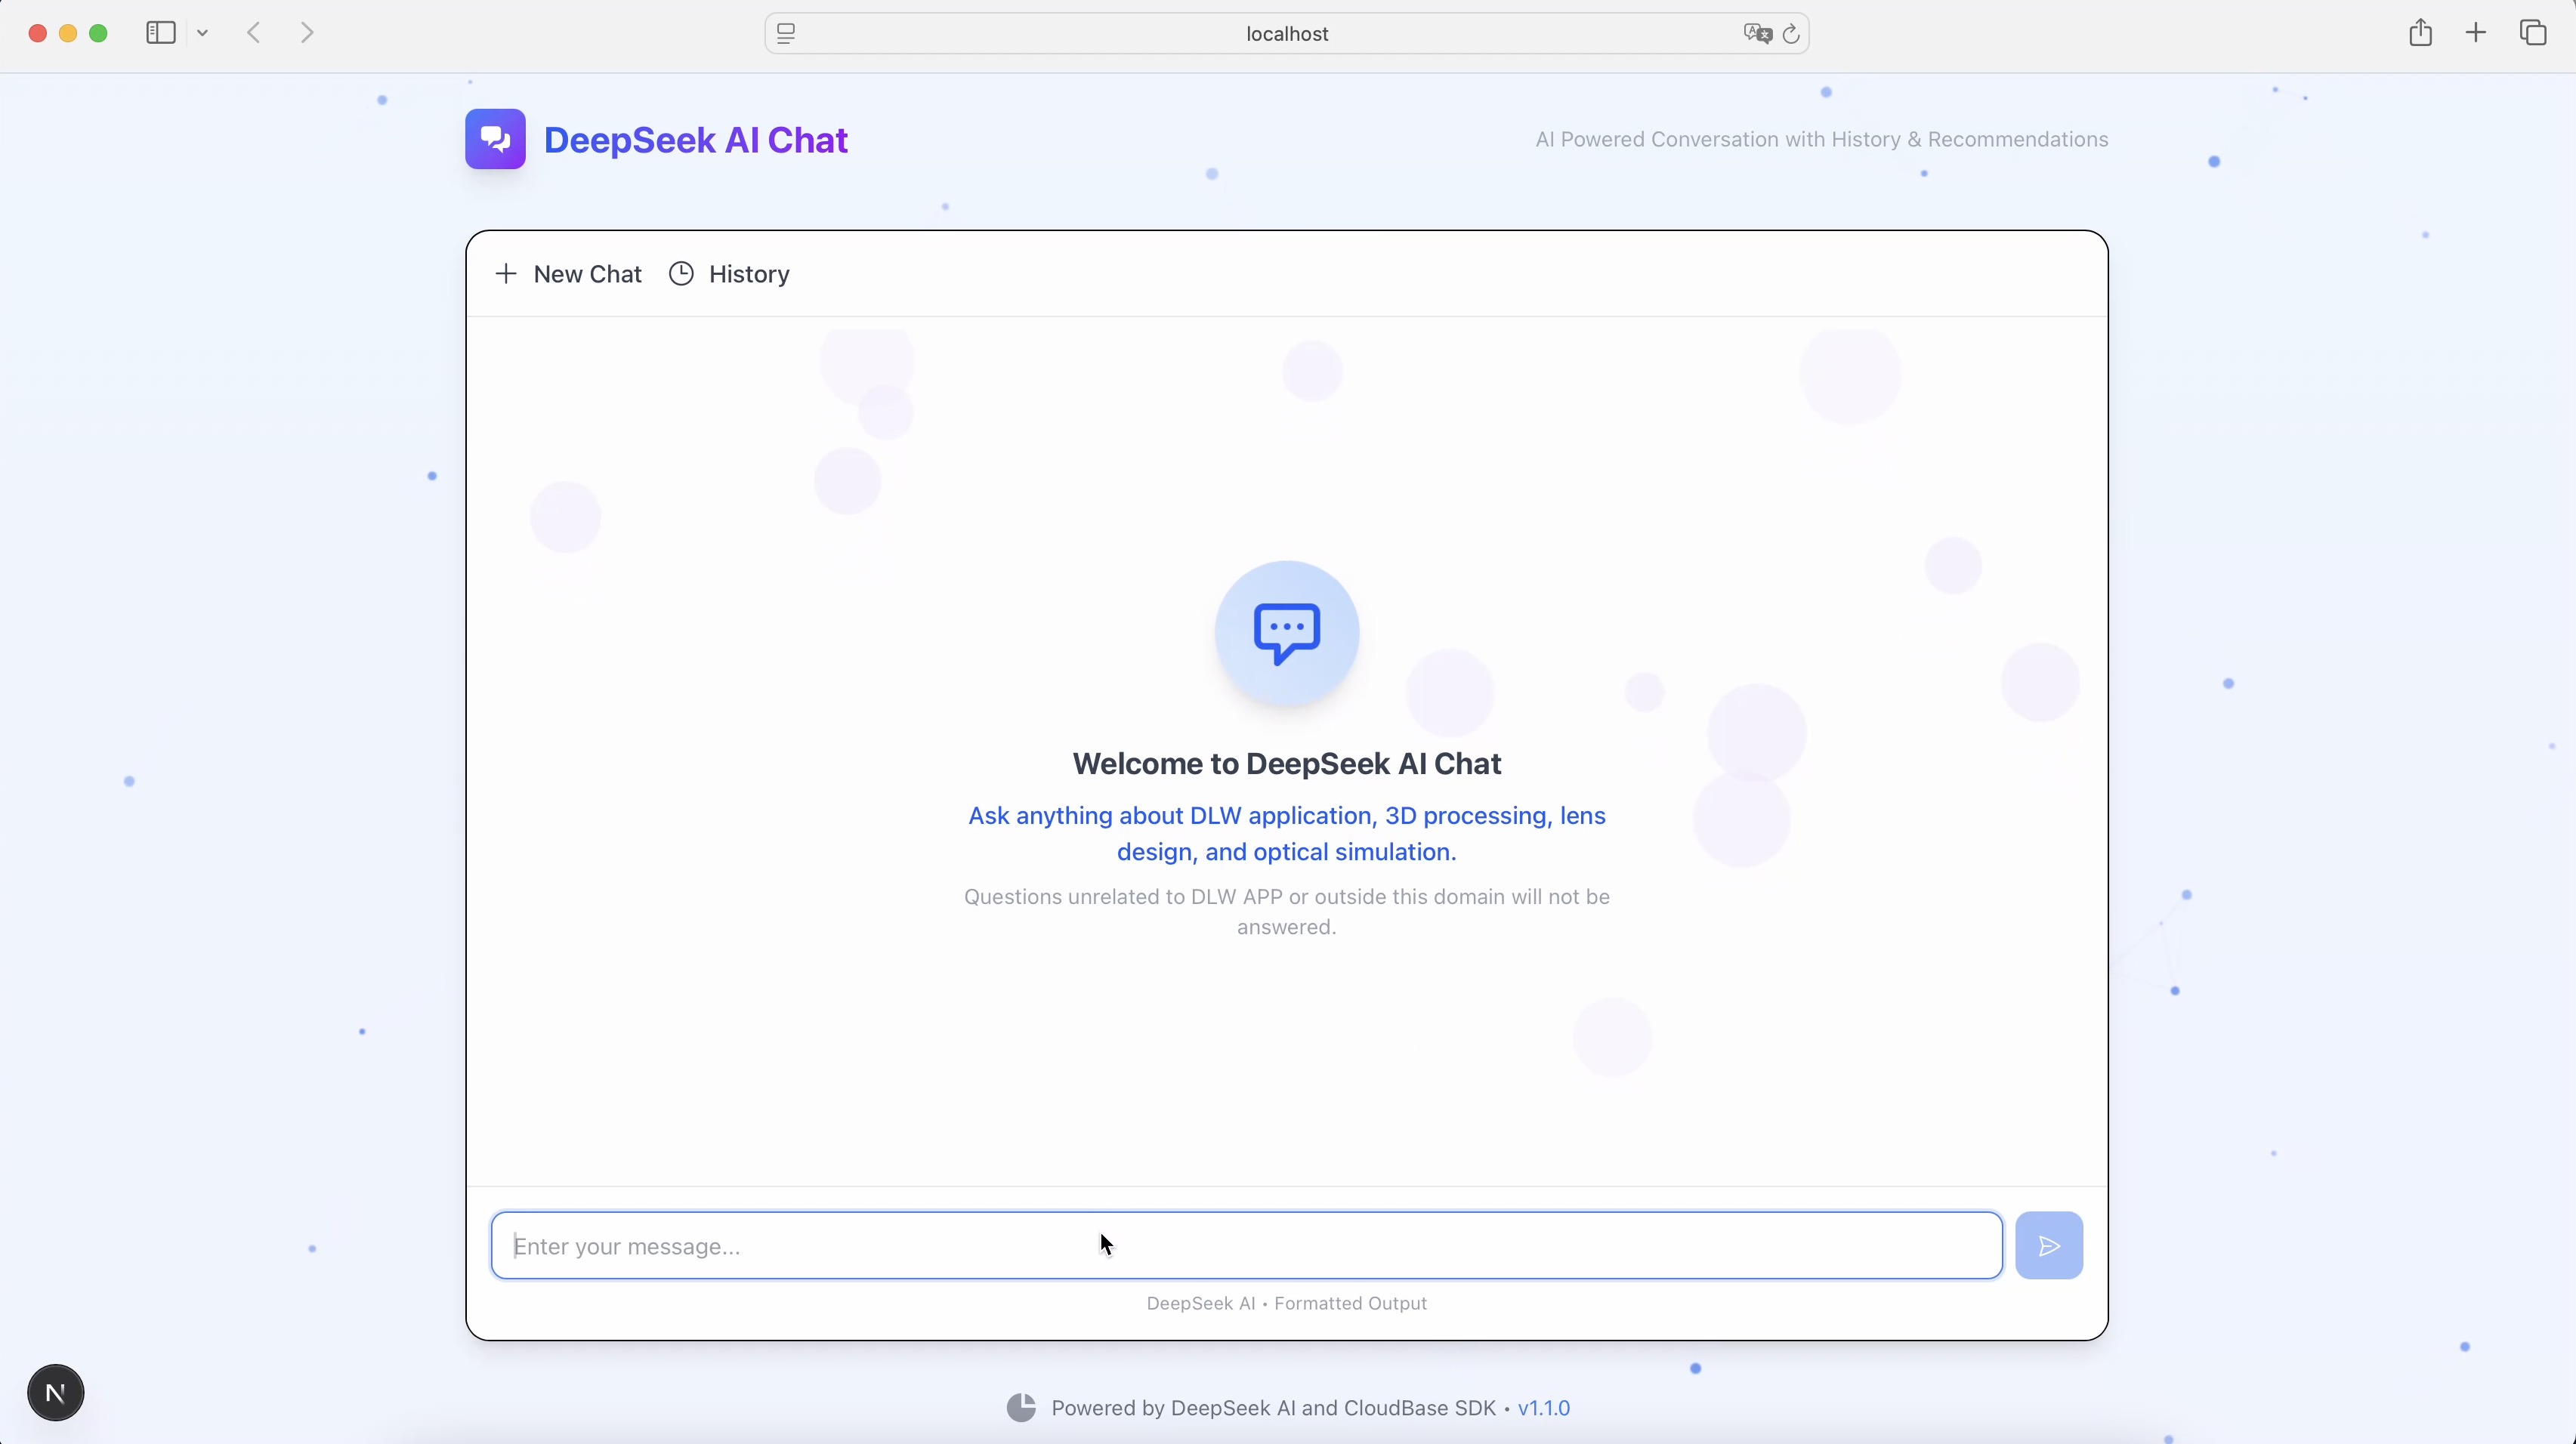 localhost
DeepSeek AI Chat
AI Powered Conversation with History & Recommendations
New Chat
History
Welcome to DeepSeek AI Chat
Ask anything about DLW application, 3D processing, lens
design, and optical simulation.
Questions unrelated to DLW APP or outside this domain will not be
answered.
Enter your message...
DeepSeek AI • Formatted Output
N
Powered by DeepSeek AI and CloudBase SDK • v1.1.0